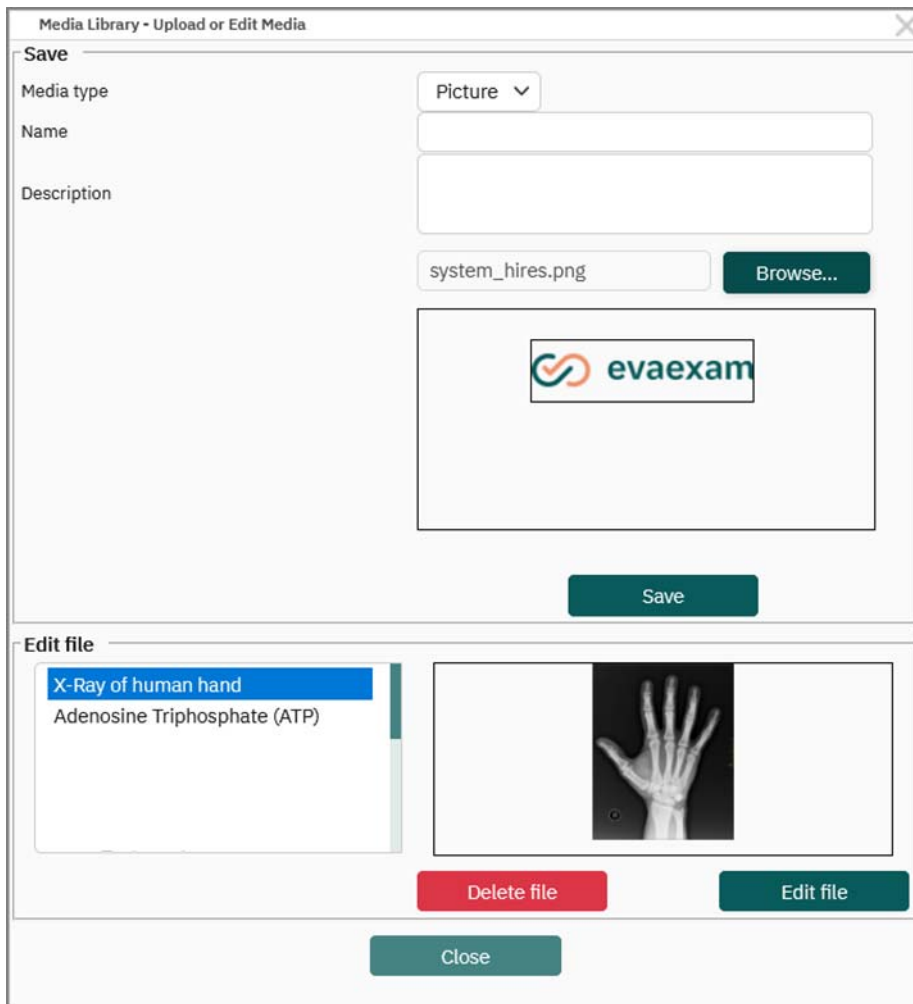 Media Library - Upload or Edit Media
Save
Media type
Picture
Name
Description
system_hires.png
Browse...
evaexam
Save
Edit file
X-Ray of human hand
Adenosine Triphosphate (ATP)
Delete file
Edit file
Close